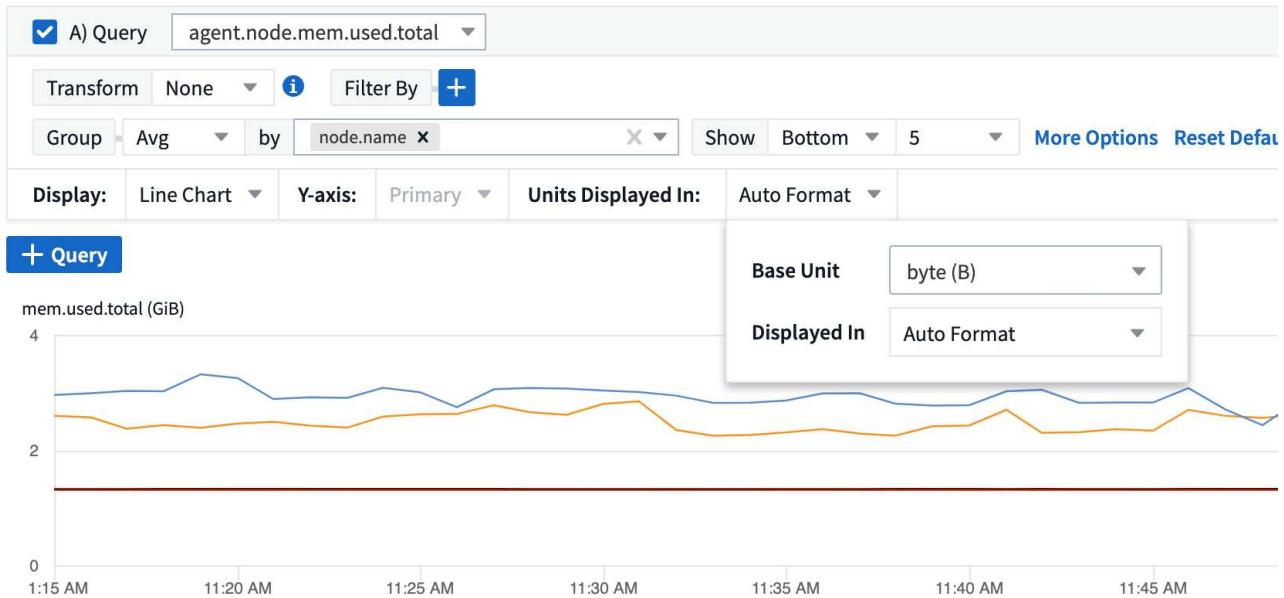 A) Query agent.node.mem.used.total
Transform None i Filter By +
Group Avg by node.name × Show Bottom 5 More Options Reset Defau
Display: Line Chart Y-axis: Primary Units Displayed In: Auto Format
+ Query
Base Unit byte (B)
Displayed In Auto Format
mem.used.total (GiB)
4
2
0
1:15 AM 11:20 AM 11:25 AM 11:30 AM 11:35 AM 11:40 AM 11:45 AM